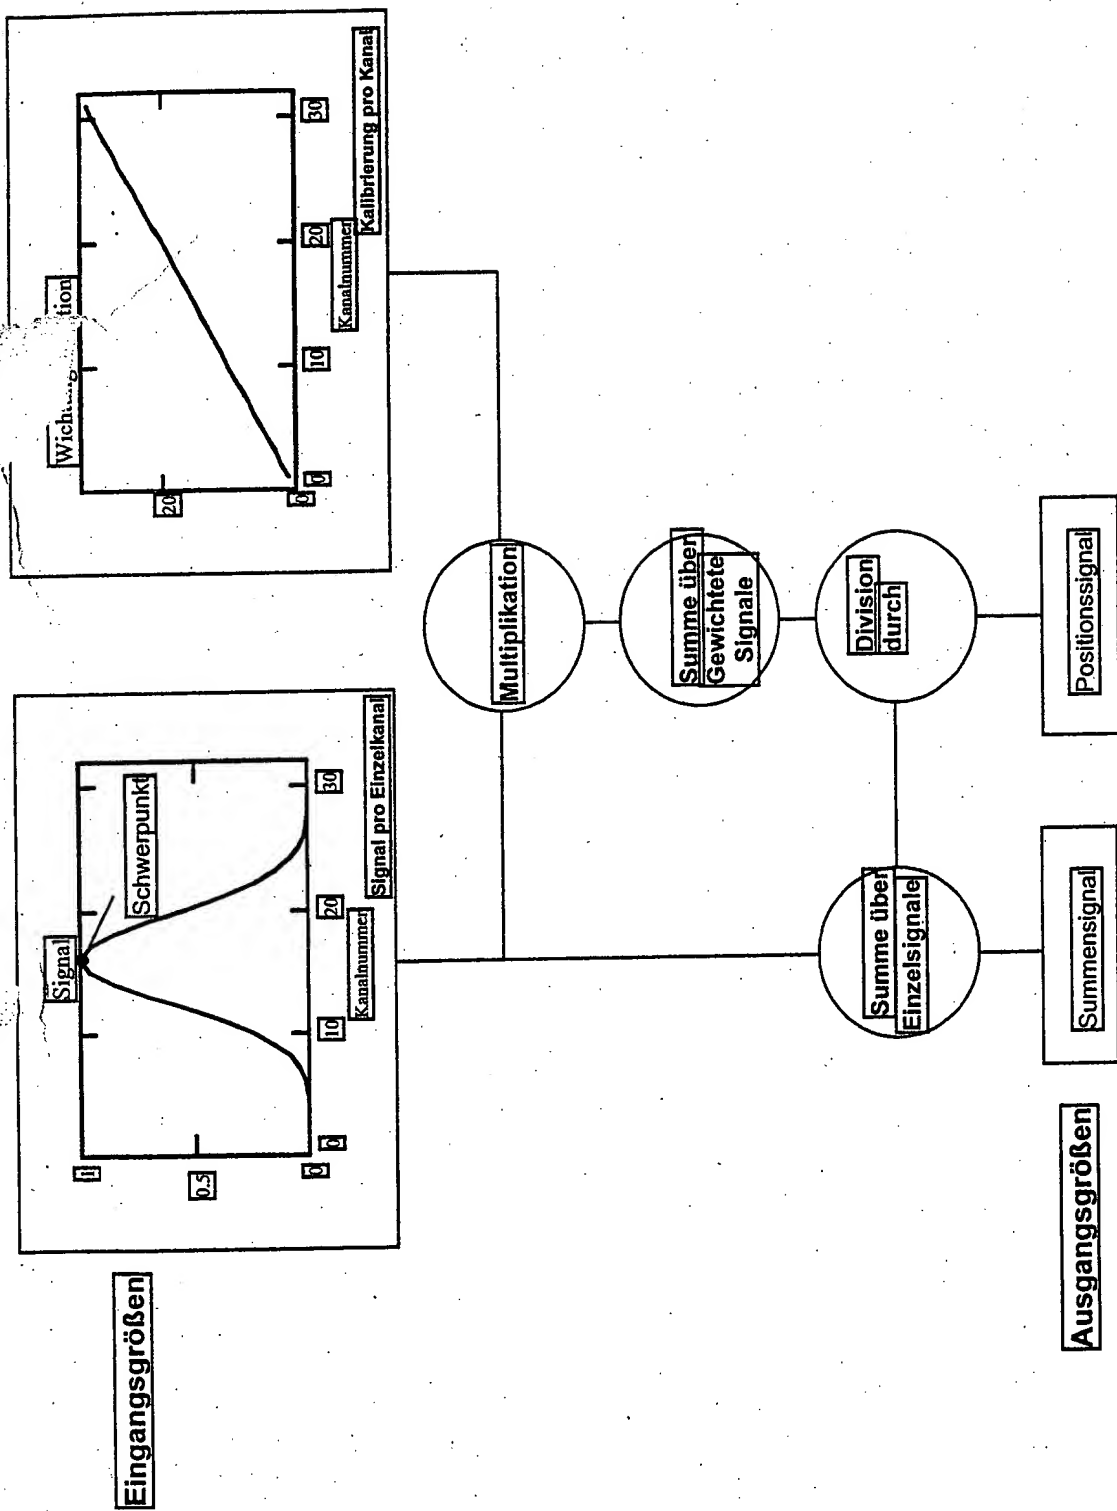 Eingangsgrößen
Signal
1
0.5
0
Schwerpunkt
0
10
20
30
Kanalnummer
Signal pro Einzelkanal
20
0
0
10
20
30
Kanalnummer
Kalibrierung pro Kanal
Multiplikation
Summe über
Gewichtete
Signale
Summe über
Einzelsignale
Division
durch
Ausgangsgrößen
Summensignal
Positionssignal